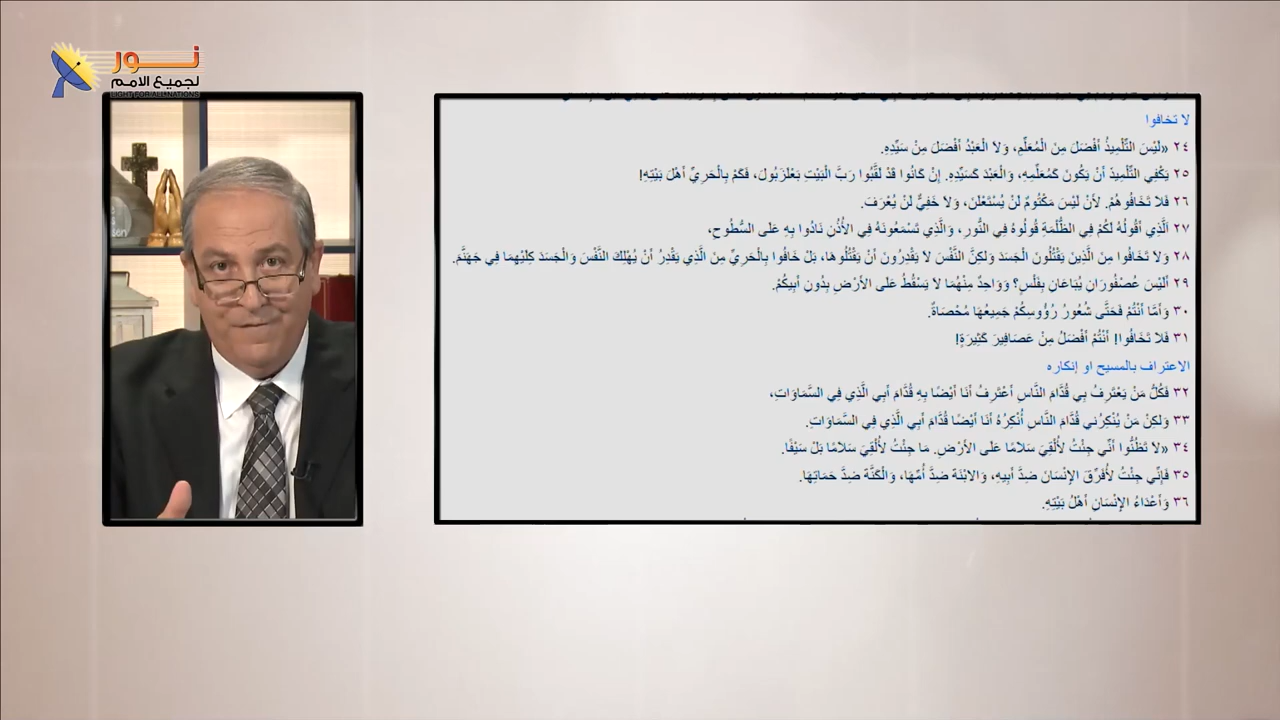 نور
لجميع الامم
LIGHT FOR ALL NATIONS
لا تخافوا
٢٤ «لَيْسَ التِّلْمِيذُ أَفْضَلَ مِنَ الْمُعَلِّمِ، وَلاَ الْعَبْدُ أَفْضَلَ مِنْ سَيِّدِهِ.
٢٥ يَكْفِي التِّلْمِيذَ أَنْ يَكُونَ كَمُعَلِّمِهِ، وَالْعَبْدَ كَسَيِّدِهِ. إِنْ كَانُوا قَدْ لَقَّبُوا رَبَّ الْبَيْتِ بَعْلَزَبُولَ، فَكَمْ بِالْحَرِيِّ أَهْلَ بَيْتِهِ!
٢٦ فَلاَ تَخَافُوهُمْ. لأَنْ لَيْسَ مَكْتُومٌ لَنْ يُسْتَعْلَنَ، وَلاَ خَفِيٌّ لَنْ يُعْرَفَ.
٢٧ اَلَّذِي أَقُولُهُ لَكُمْ فِي الظُّلْمَةِ قُولُوهُ فِي النُّورِ، وَالَّذِي تَسْمَعُونَهُ فِي الأُذُنِ نَادُوا بِهِ عَلَى السُّطُوحِ،
٢٨ وَلاَ تَخَافُوا مِنَ الَّذِينَ يَقْتُلُونَ الْجَسَدَ وَلكِنَّ النَّفْسَ لاَ يَقْدِرُونَ أَنْ يَقْتُلُوهَا، بَلْ خَافُوا بِالْحَرِيِّ مِنَ الَّذِي يَقْدِرُ أَنْ يُهْلِكَ النَّفْسَ وَالْجَسَدَ كِلَيْهِمَا فِي جَهَنَّمَ.
٢٩ أَلَيْسَ عُصْفُورَانِ يُبَاعَانِ بِفَلْسٍ؟ وَوَاحِدٌ مِنْهُمَا لاَ يَسْقُطُ عَلَى الأَرْضِ بِدُونِ أَبِيكُمْ.
٣٠ وَأَمَّا أَنْتُمْ فَحَتَّى شُعُورُ رُؤُوسِكُمْ جَمِيعُهَا مُحْصَاةٌ.
٣١ فَلاَ تَخَافُوا! أَنْتُمْ أَفْضَلُ مِنْ عَصَافِيرَ كَثِيرَةٍ!
الاعتراف بالمسيح او إنكاره
٣٢ فَكُلُّ مَنْ يَعْتَرِفُ بِي قُدَّامَ النَّاسِ أَعْتَرِفُ أَنَا أَيْضًا بِهِ قُدَّامَ أَبِي الَّذِي فِي السَّمَاوَاتِ،
٣٣ وَلكِنْ مَنْ يُنْكِرُني قُدَّامَ النَّاسِ أُنْكِرُهُ أَنَا أَيْضًا قُدَّامَ أَبِي الَّذِي فِي السَّمَاوَاتِ.
٣٤ «لاَ تَظُنُّوا أَنِّي جِئْتُ لأُلْقِيَ سَلاَمًا عَلَى الأَرْضِ. مَا جِئْتُ لأُلْقِيَ سَلاَمًا بَلْ سَيْفًا.
٣٥ فَإِنِّي جِئْتُ لأُفَرِّقَ الإِنْسَانَ ضِدَّ أَبِيهِ، وَالابْنَةَ ضِدَّ أُمِّهَا، وَالْكَنَّةَ ضِدَّ حَمَاتِهَا.
٣٦ وَأَعْدَاءُ الإِنْسَانِ أَهْلُ بَيْتِهِ.